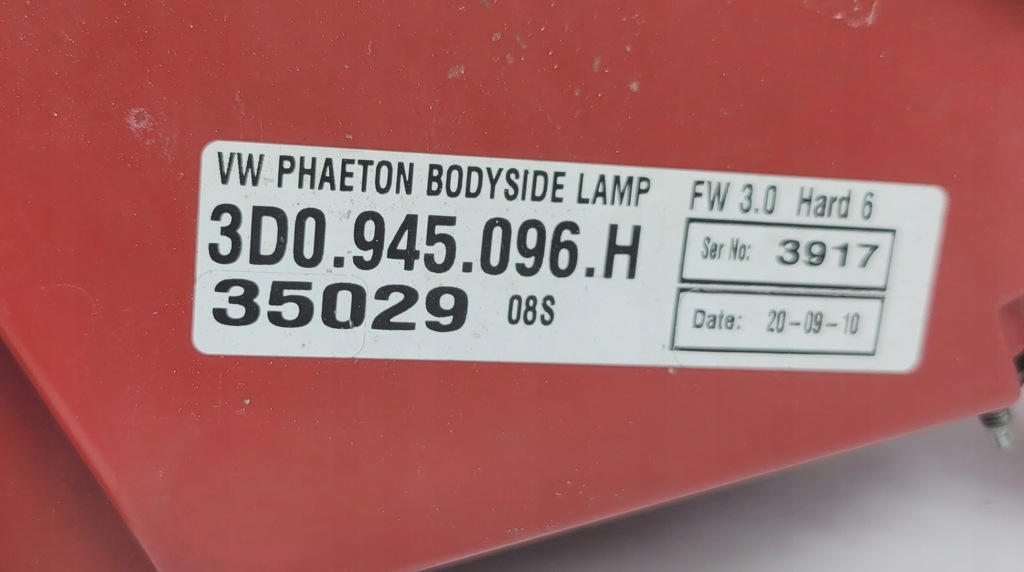 VW PHAETON BODYSIDE LAMP
3D0.945.096.H
35029 08S
FW 3.0 Hard 6
Ser No: 3917
Date: 20-09-10